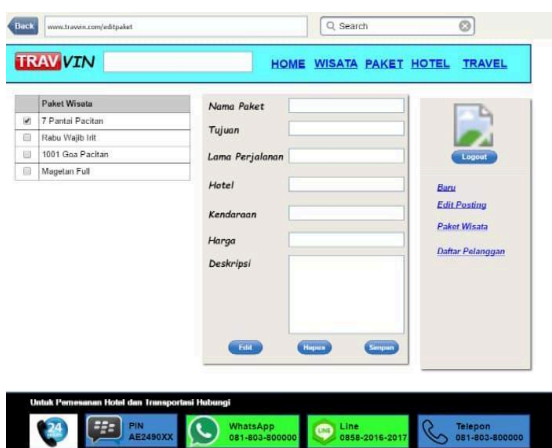 Back
www.travvin.com/editpaket
Search
TRAVVIN
HOME WISATA PAKET HOTEL TRAVEL
Paket Wisata
7 Pantai Pacitan
Rabu Wajib Irit
1001 Goa Pacitan
Magetan Full
Nama Paket
Tujuan
Lama Perjalanan
Hotel
Kendaraan
Harga
Deskripsi
Edit Hapus Simpan
Logout
Baru
Edit Posting
Paket Wisata
Daftar Pelanggan
Untuk Pemesanan Hotel dan Transportasi Hubungi
24
PIN
AE2490XX
WhatsApp
081-803-800000
LINE
Line
0858-2016-2017
Telepon
081-803-800000